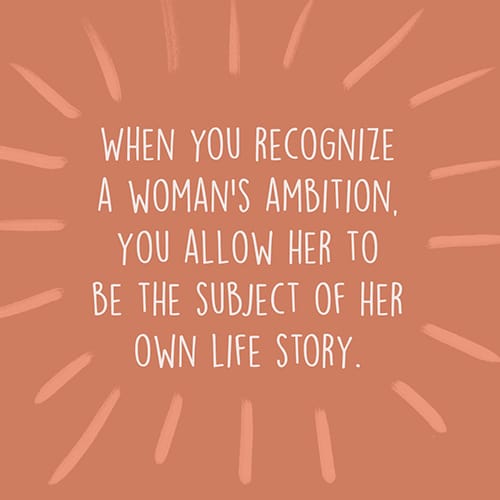 WHEN YOU RECOGNIZE
A WOMAN'S AMBITION,
YOU ALLOW HER TO
BE THE SUBJECT OF HER
OWN LIFE STORY.